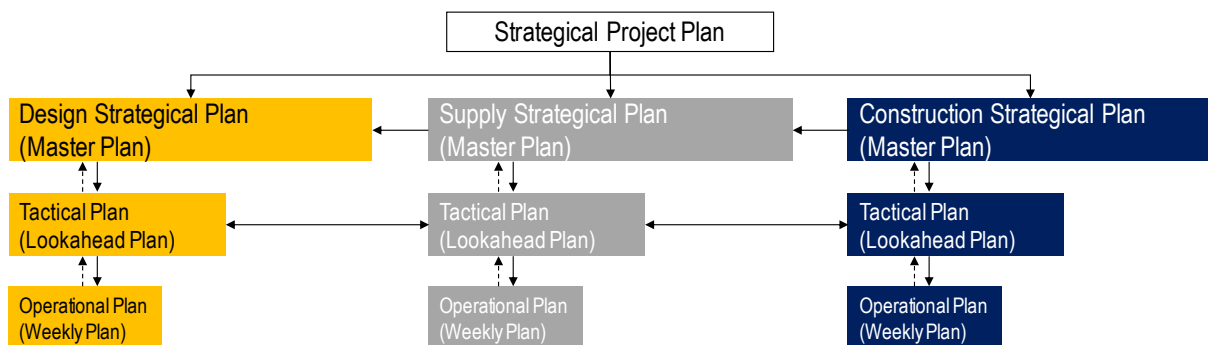 Strategical Project Plan
Design Strategical Plan
(Master Plan)
Supply Strategical Plan
(Master Plan)
Construction Strategical Plan
(Master Plan)
Tactical Plan
(Lookahead Plan)
Tactical Plan
(Lookahead Plan)
Tactical Plan
(Lookahead Plan)
Operational Plan
(Weekly Plan)
Operational Plan
(Weekly Plan)
Operational Plan
(Weekly Plan)